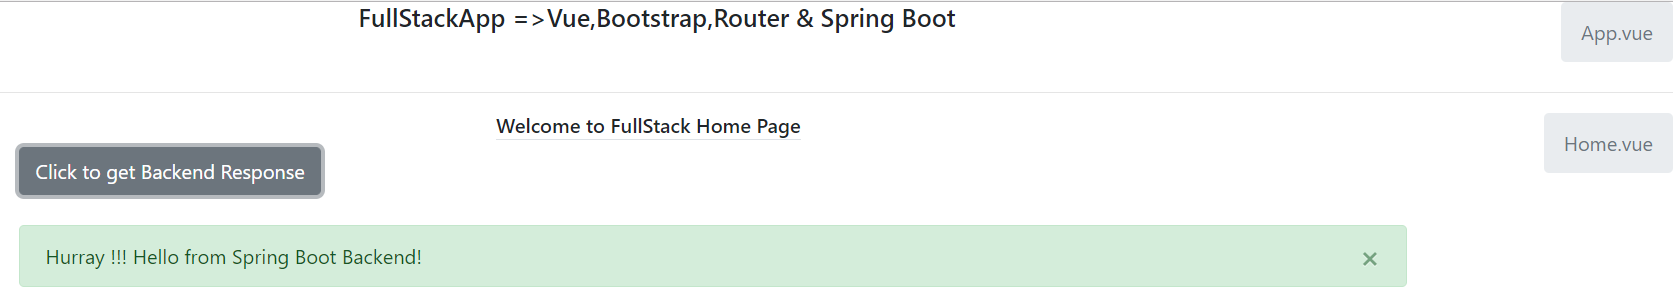 FullStackApp =>Vue,Bootstrap,Router & Spring Boot
App.vue
Welcome to FullStack Home Page
Home.vue
Click to get Backend Response
Hurray !!! Hello from Spring Boot Backend!
×